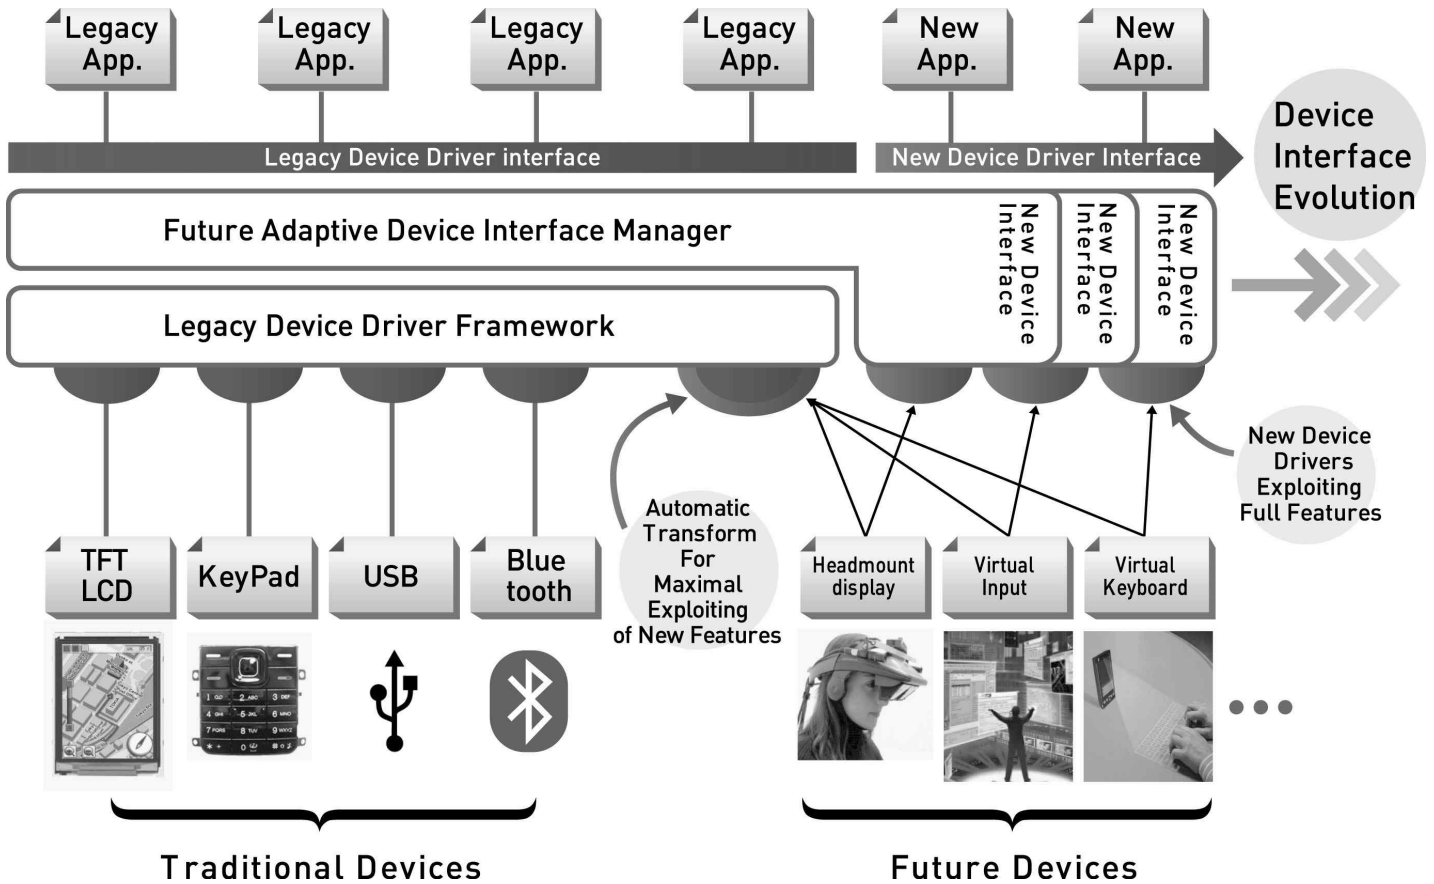 Legacy
App.
Legacy
App.
Legacy
App.
Legacy
App.
New
App.
New
App.
Legacy Device Driver interface
New Device Driver Interface
Device
Interface
Evolution
Future Adaptive Device Interface Manager
New Device
Interface
New Device
Interface
New Device
Interface
Legacy Device Driver Framework
Automatic
Transform
For
Maximal
Exploiting
of New Features
New Device
Drivers
Exploiting
Full Features
TFT
LCD
KeyPad
USB
Blue
tooth
Headmount
display
Virtual
Input
Virtual
Keyboard
Traditional Devices
Future Devices